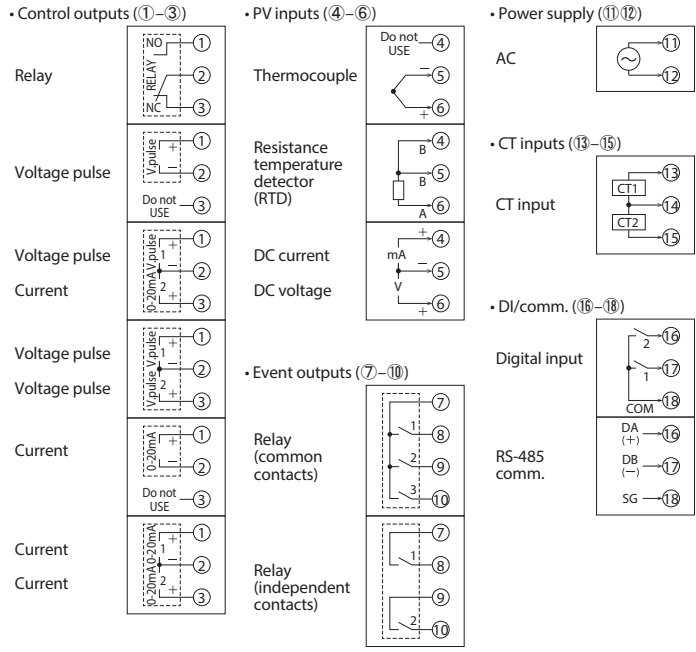 • Control outputs (①–③)
Relay
NO
RELAY
NC
①
②
③
Voltage pulse
V.pulse
+
−
①
②
Do not
USE
③
Voltage pulse
Current
V.pulse
1
+
−
0-20mA
2
+
①
②
③
Voltage pulse
Voltage pulse
V.pulse
1
+
−
V.pulse
2
+
①
②
③
Current
0-20mA
+
−
①
②
Do not
USE
③
Current
Current
0-20mA
1
+
−
0-20mA
2
+
①
②
③
• PV inputs (④–⑥)
Thermocouple
Do not
USE
④
−
⑤
+
⑥
Resistance
temperature
detector
(RTD)
B
④
B
⑤
A
⑥
DC current
DC voltage
+
④
mA
−
⑤
V
+
⑥
• Event outputs (⑦–⑩)
Relay
(common
contacts)
⑦
1
⑧
2
⑨
3
⑩
Relay
(independent
contacts)
⑦
1
⑧
⑨
2
⑩
• Power supply (⑪⑫)
AC
⑪
⑫
• CT inputs (⑬–⑮)
CT input
CT1
CT2
⑬
⑭
⑮
• DI/comm. (⑯–⑱)
Digital input
2
⑯
1
⑰
⑱
COM
RS-485
comm.
DA
(+)
⑯
DB
(−)
⑰
SG
⑱